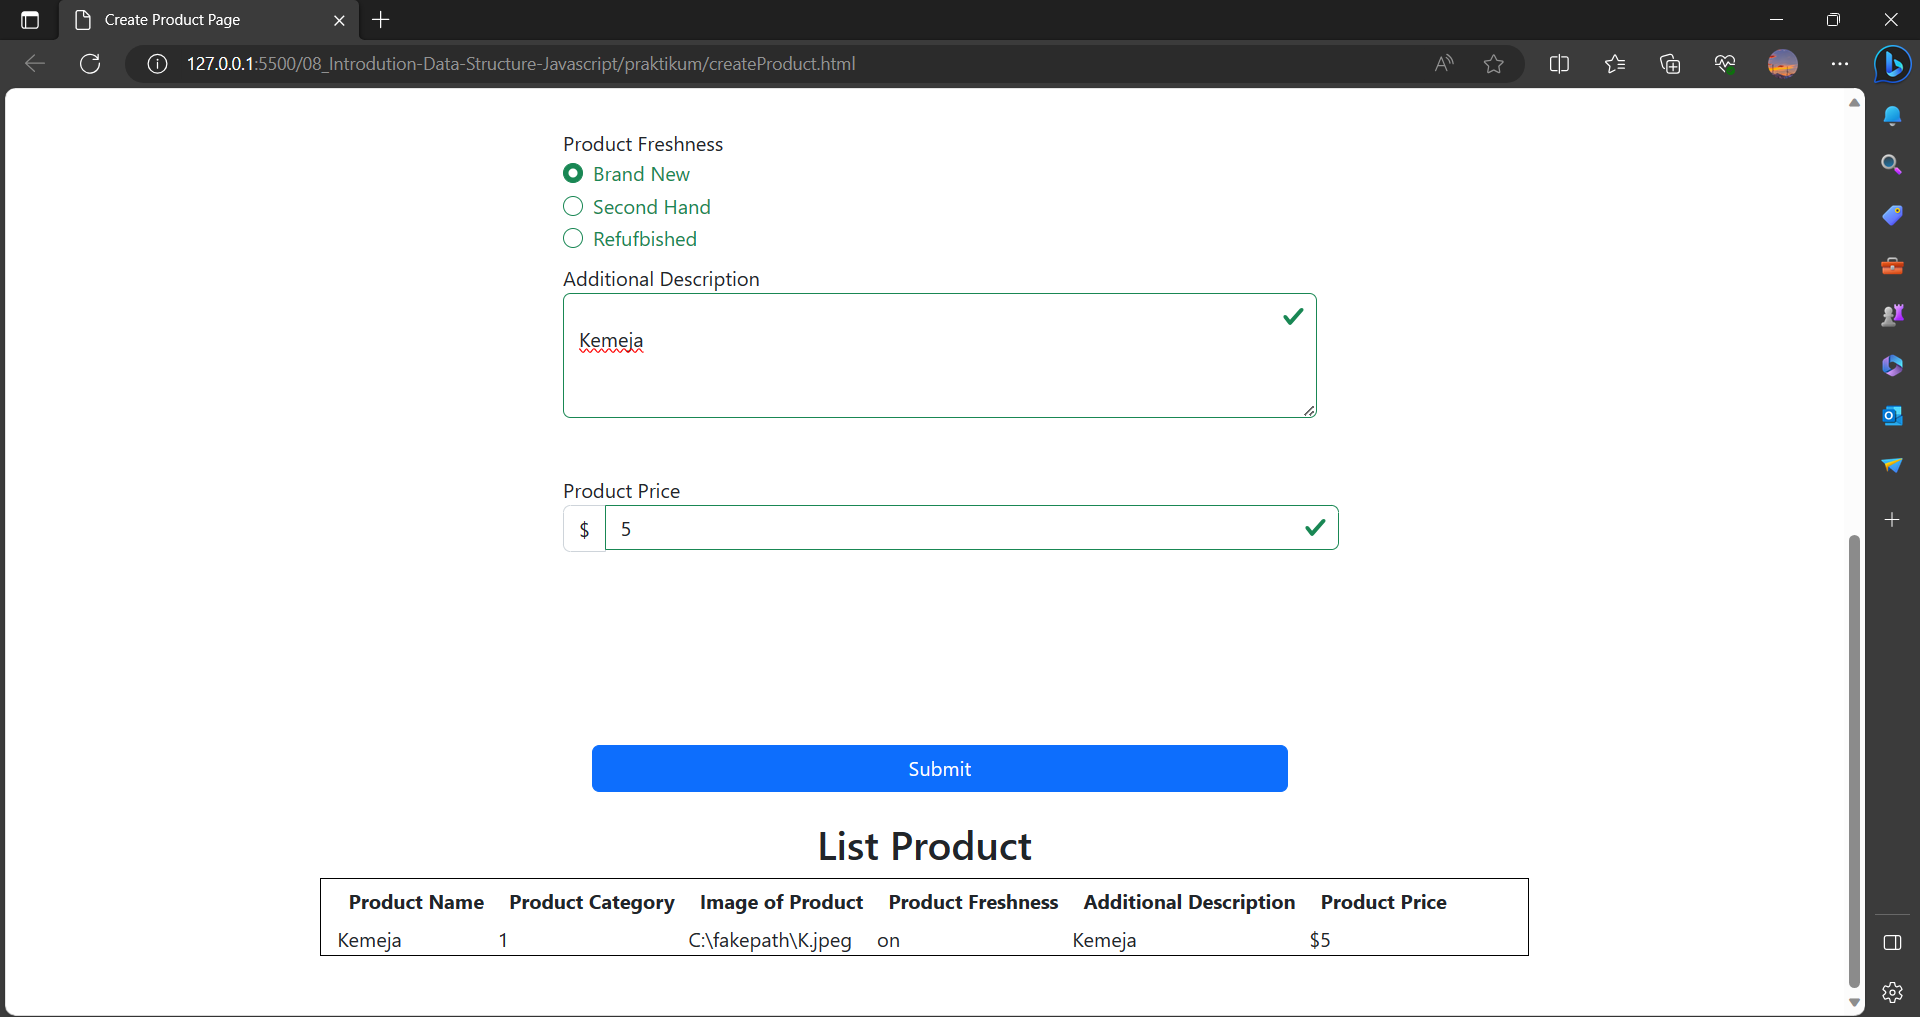 Create Product Page
127.0.0.1:5500/08_Introdution-Data-Structure-Javascript/praktikum/createProduct.html
Product Freshness
Brand New
Second Hand
Refufbished
Additional Description
Kemeja
Product Price
$ 5
Submit
List Product
Product Name Product Category Image of Product Product Freshness Additional Description Product Price
Kemeja 1 C:\fakepath\K.jpeg on Kemeja $5